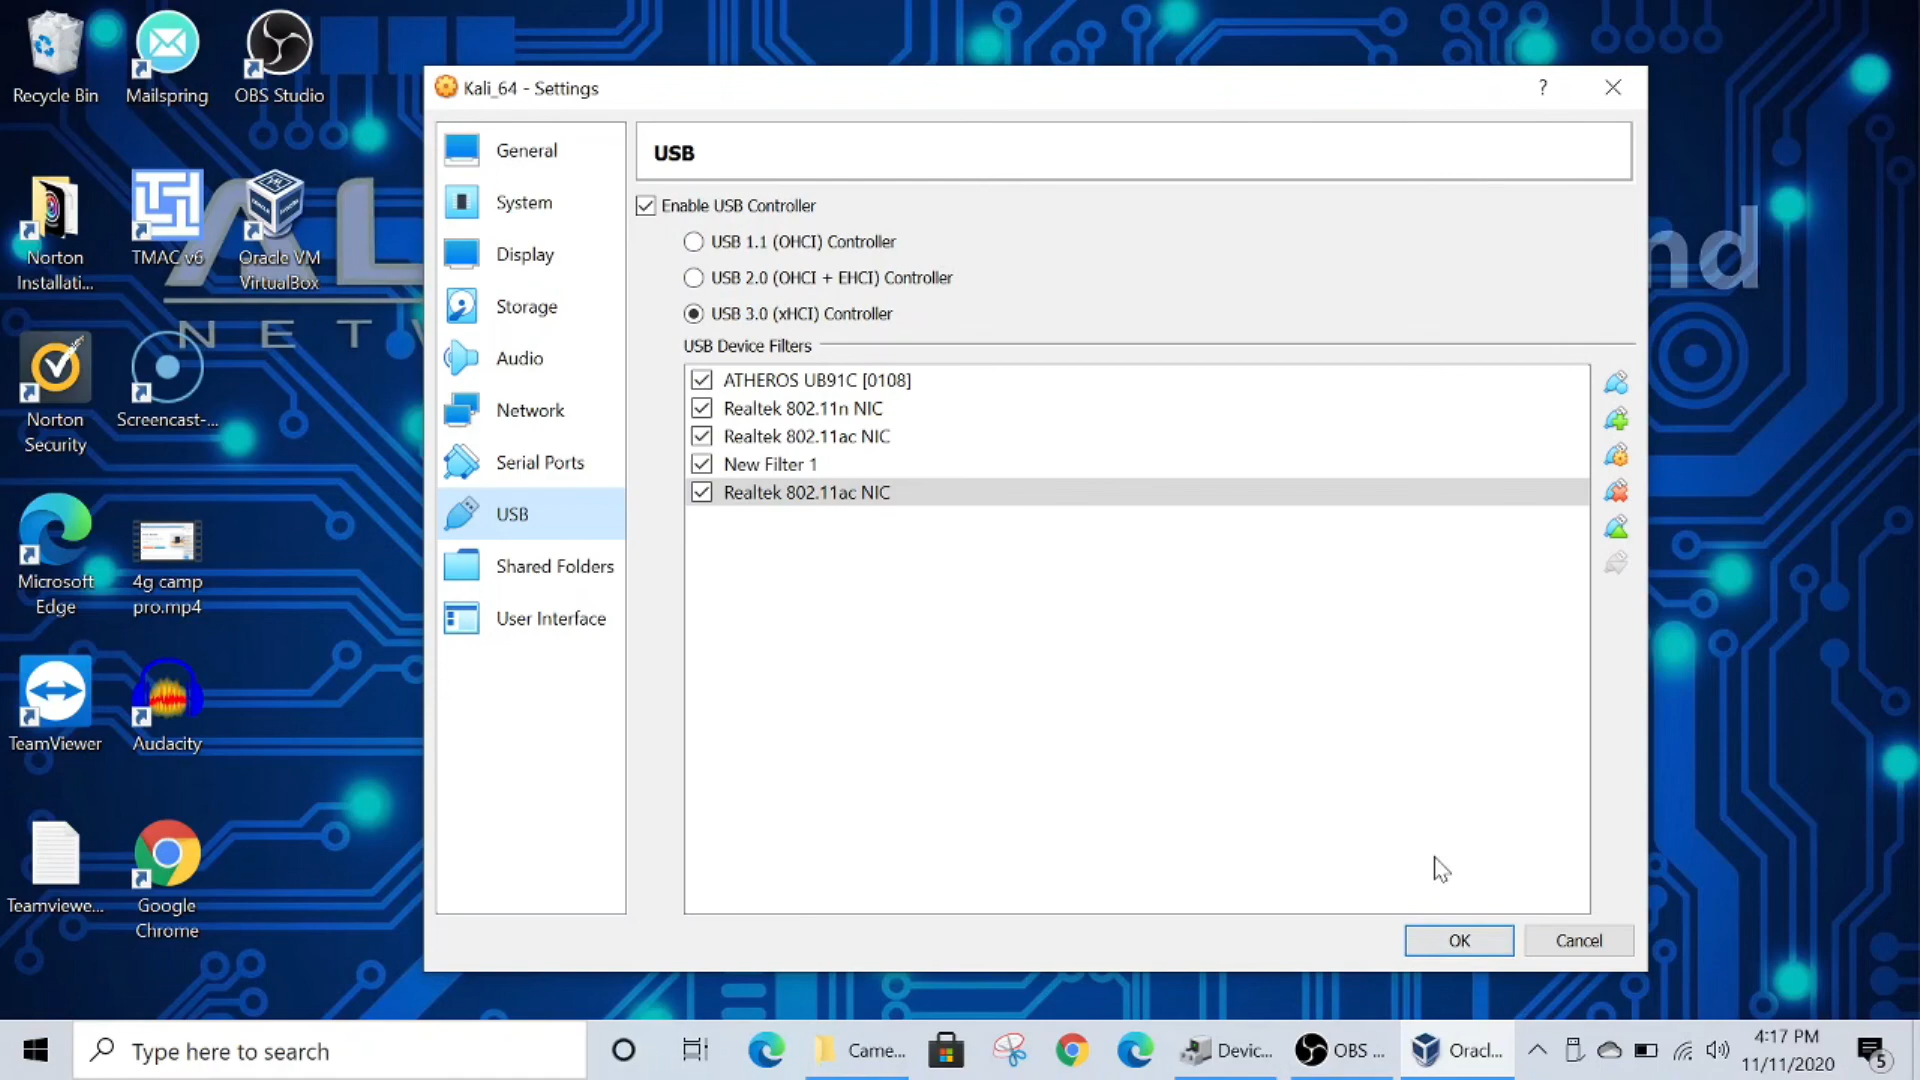 Recycle Bin
Mailspring
OBS Studio
Norton
Installati...
TMAC v6
Oracle VM
VirtualBox
Norton
Security
Screencast-...
Microsoft
Edge
4g camp
pro.mp4
TeamViewer
Audacity
Teamviewe...
Google
Chrome
NET
nd
Kali_64 - Settings
?
General
System
Display
Storage
Audio
Network
Serial Ports
USB
Shared Folders
User Interface
USB
Enable USB Controller
USB 1.1 (OHCI) Controller
USB 2.0 (OHCI + EHCI) Controller
USB 3.0 (xHCI) Controller
USB Device Filters
ATHEROS UB91C [0108]
Realtek 802.11n NIC
Realtek 802.11ac NIC
New Filter 1
Realtek 802.11ac NIC
OK
Cancel
Type here to search
Came...
Devic...
OBS ...
Oracl...
4:17 PM
11/11/2020
5